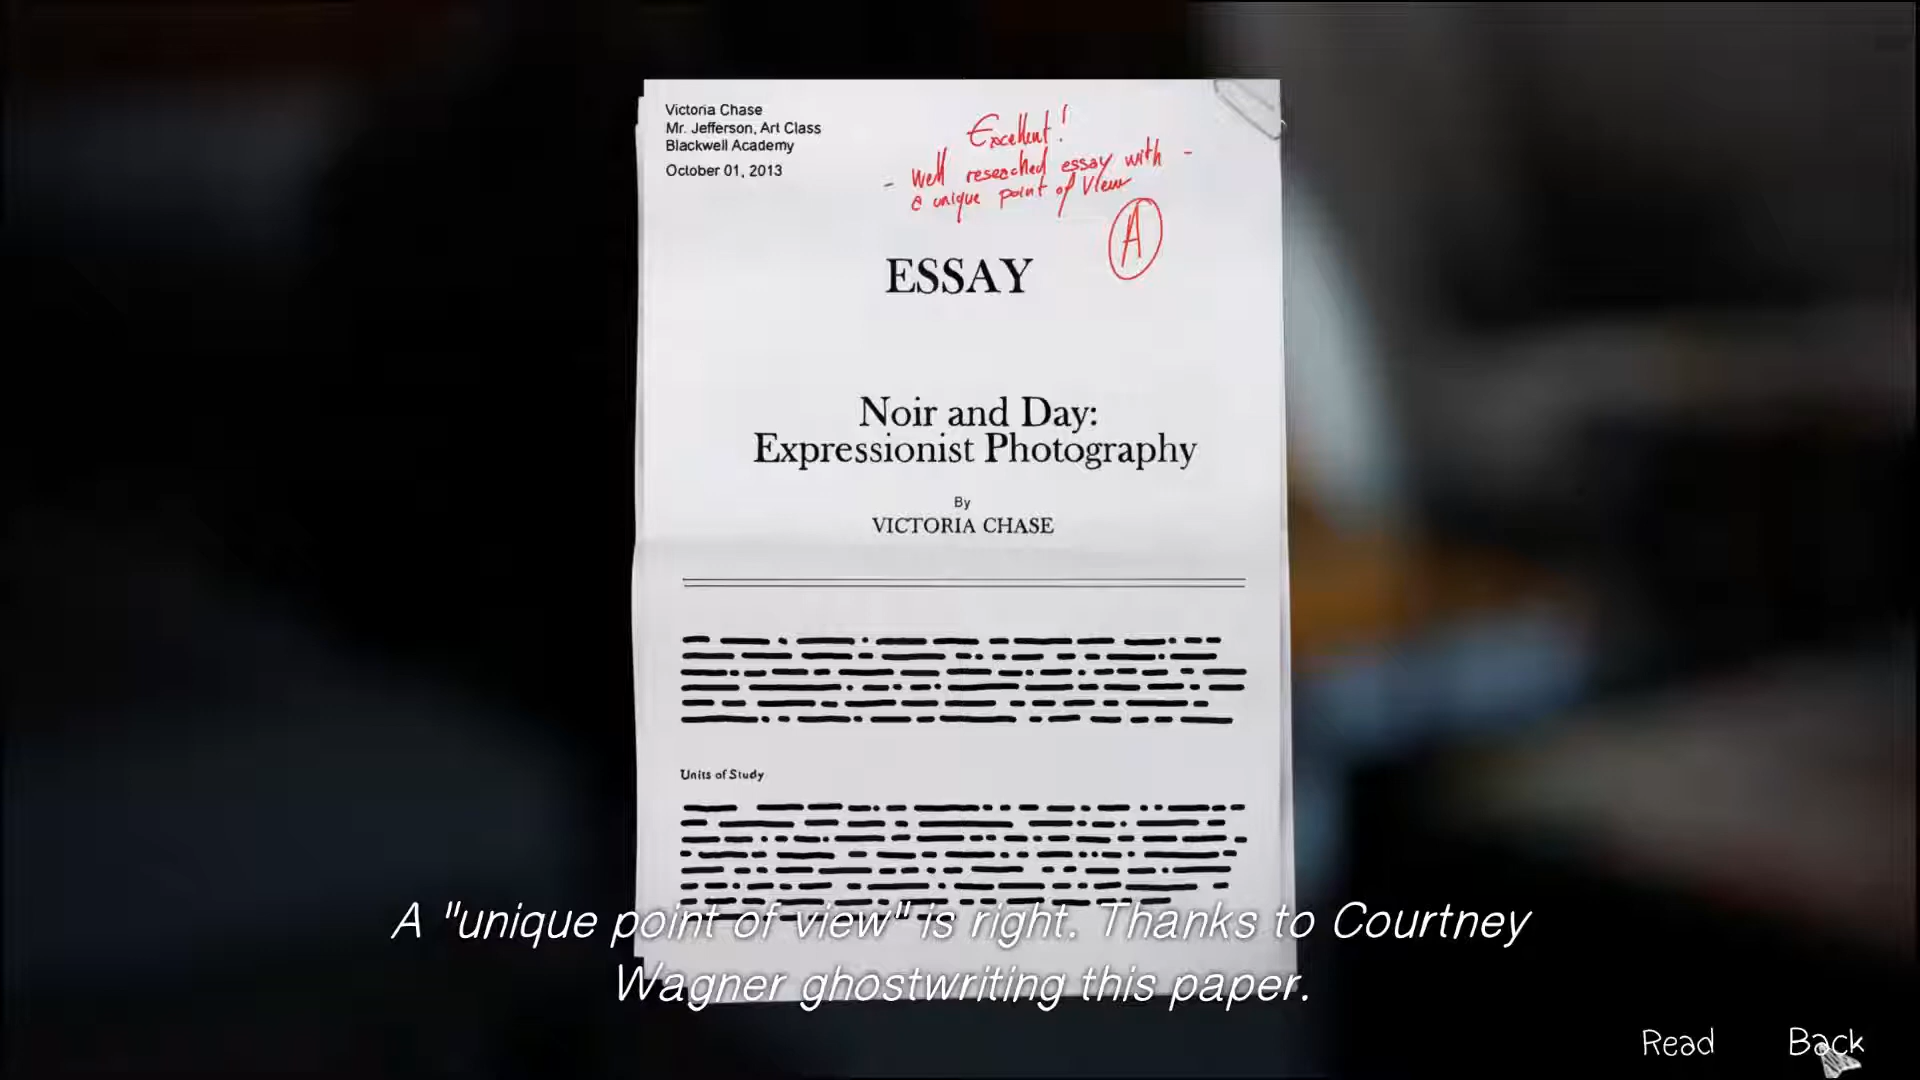 Victoria Chase
Mr. Jefferson, Art Class
Blackwell Academy
October 01, 2013
Excellent!
- Well reseached essay with -
a unique point of View
A
ESSAY
Noir and Day:
Expressionist Photography
By
VICTORIA CHASE
Units of Study
A "unique point of view" is right. Thanks to Courtney
Wagner ghostwriting this paper.
Read Back